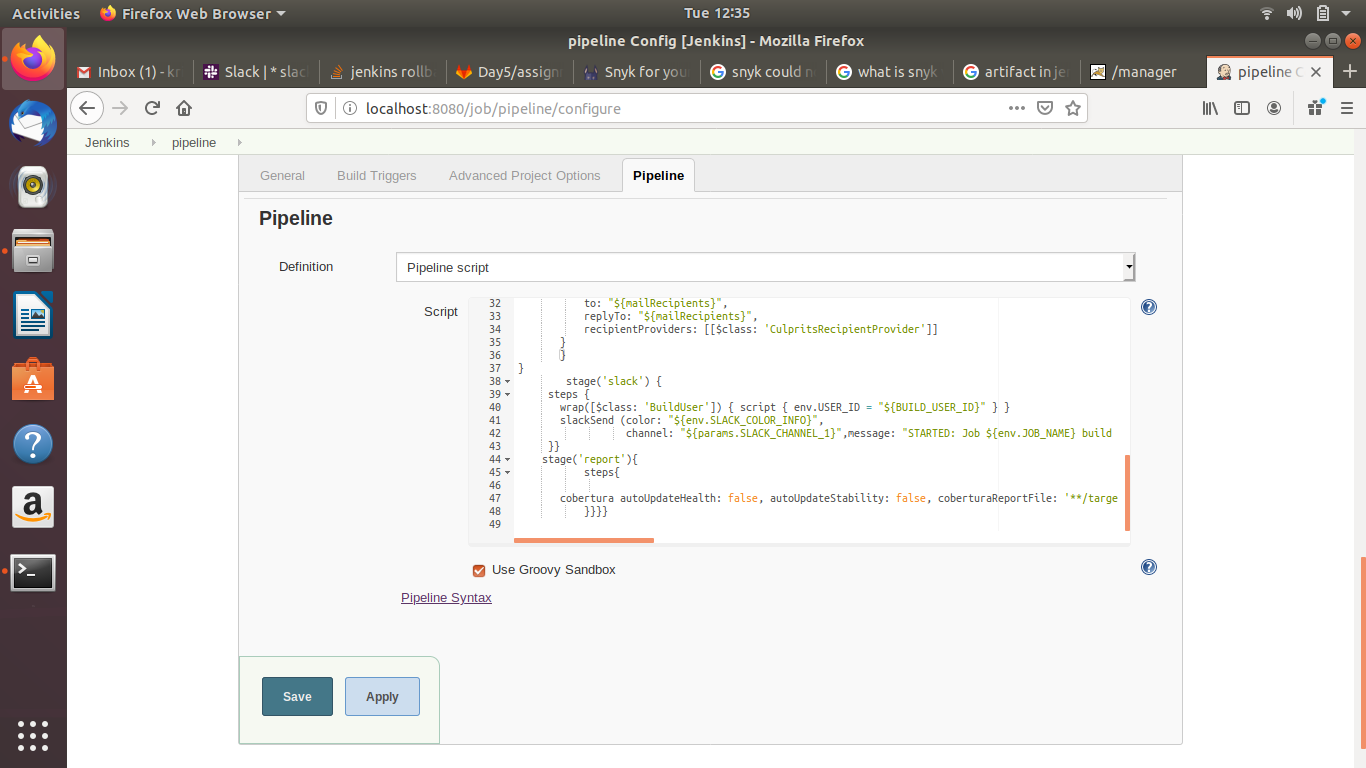 Activities Firefox Web Browser Tue 12:35
pipeline Config [Jenkins] - Mozilla Firefox
Inbox (1) - kr Slack | * slac jenkins rollb Day5/assign Snyk for you snyk could n what is snyk artifact in je /manager pipeline C
localhost:8080/job/pipeline/configure
Jenkins pipeline
General Build Triggers Advanced Project Options Pipeline
Pipeline
Definition Pipeline script
Script
32 to: "${mailRecipients}",
33 replyTo: "${mailRecipients}",
34 recipientProviders: [[$class: 'CulpritsRecipientProvider']]
35 }
36 }
37 }
38 stage('slack') {
39 steps {
40 wrap([$class: 'BuildUser']) { script { env.USER_ID = "${BUILD_USER_ID}" } }
41 slackSend (color: "${env.SLACK_COLOR_INFO}",
42 channel: "${params.SLACK_CHANNEL_1}",message: "STARTED: Job ${env.JOB_NAME} build
43 }}
44 stage('report'){
45 steps{
46
47 cobertura autoUpdateHealth: false, autoUpdateStability: false, coberturaReportFile: '**/targe
48 }}}}
49
Use Groovy Sandbox
Pipeline Syntax
Save Apply